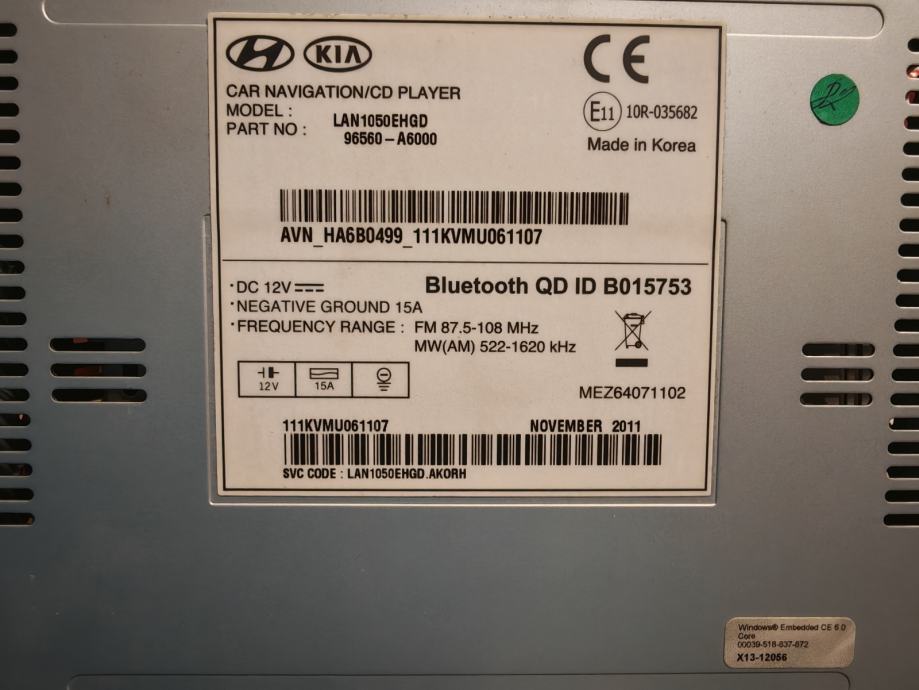 KIA
CE
CAR NAVIGATION/CD PLAYER
MODEL : LAN1050EHGD
PART NO : 96560-A6000
E11 10R-035682
Made in Korea
AVN_HA6B0499_111KVMU061107
·DC 12V
·NEGATIVE GROUND 15A
·FREQUENCY RANGE : FM 87.5-108 MHz
MW(AM) 522-1620 kHz
Bluetooth QD ID B015753
12V
15A
MEZ64071102
111KVMU061107
NOVEMBER 2011
SVC CODE : LAN1050EHGD.AKORH
Windows® Embedded CE 6.0
Core
00039-518-837-872
X13-12056